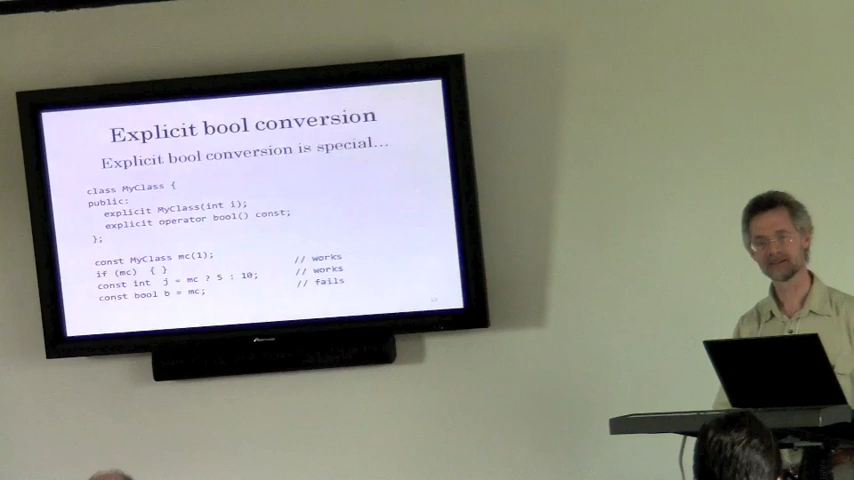 Explicit bool conversion
Explicit bool conversion is special...
class MyClass {
public:
explicit MyClass(int i);
explicit operator bool() const;
};
const MyClass mc(1);
if (mc) { } // works
const int j = mc ? 5 : 10; // works
const bool b = mc; // fails